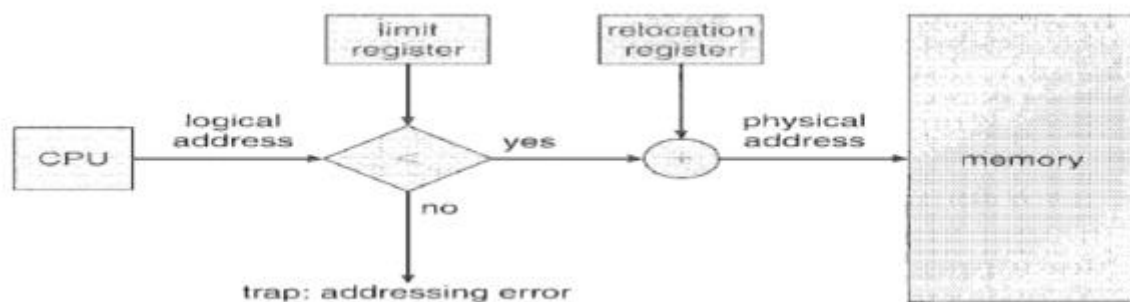 limit
register
relocation
register
logical
address
CPU
<
yes
+
physical
address
memory
no
trap: addressing error